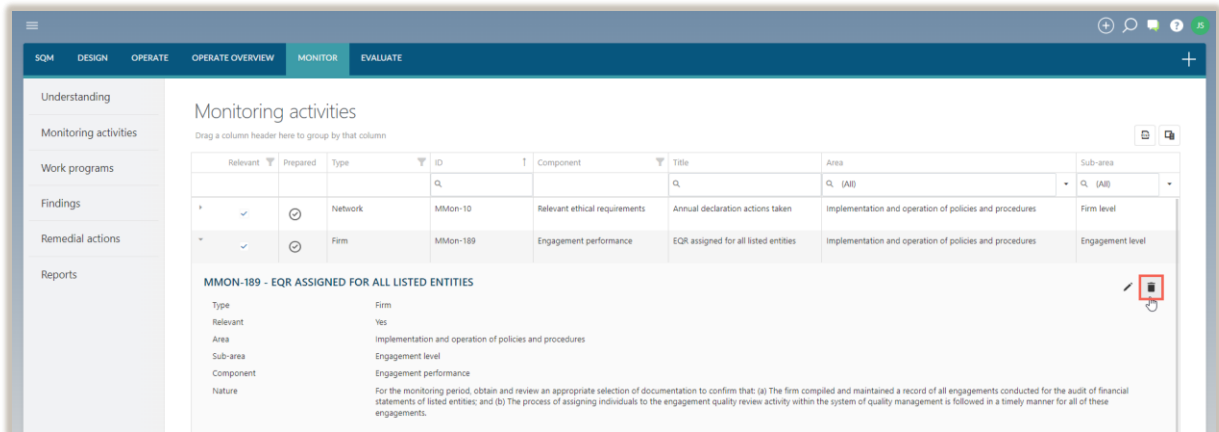 JS
SQM DESIGN OPERATE OPERATE OVERVIEW MONITOR EVALUATE
Understanding
Monitoring activities
Work programs
Findings
Remedial actions
Reports
Monitoring activities
Drag a column header here to group by that column
Relevant Prepared Type ID Component Title Area Sub-area
(All) (All)
Network MMon-10 Relevant ethical requirements Annual declaration actions taken Implementation and operation of policies and procedures Firm level
Firm MMon-189 Engagement performance EQR assigned for all listed entities Implementation and operation of policies and procedures Engagement level
MMON-189 - EQR ASSIGNED FOR ALL LISTED ENTITIES
Type Firm
Relevant Yes
Area Implementation and operation of policies and procedures
Sub-area Engagement level
Component Engagement performance
Nature For the monitoring period, obtain and review an appropriate selection of documentation to confirm that: (a) The firm compiled and maintained a record of all engagements conducted for the audit of financial
statements of listed entities; and (b) The process of assigning individuals to the engagement quality review activity within the system of quality management is followed in a timely manner for all of these
engagements.